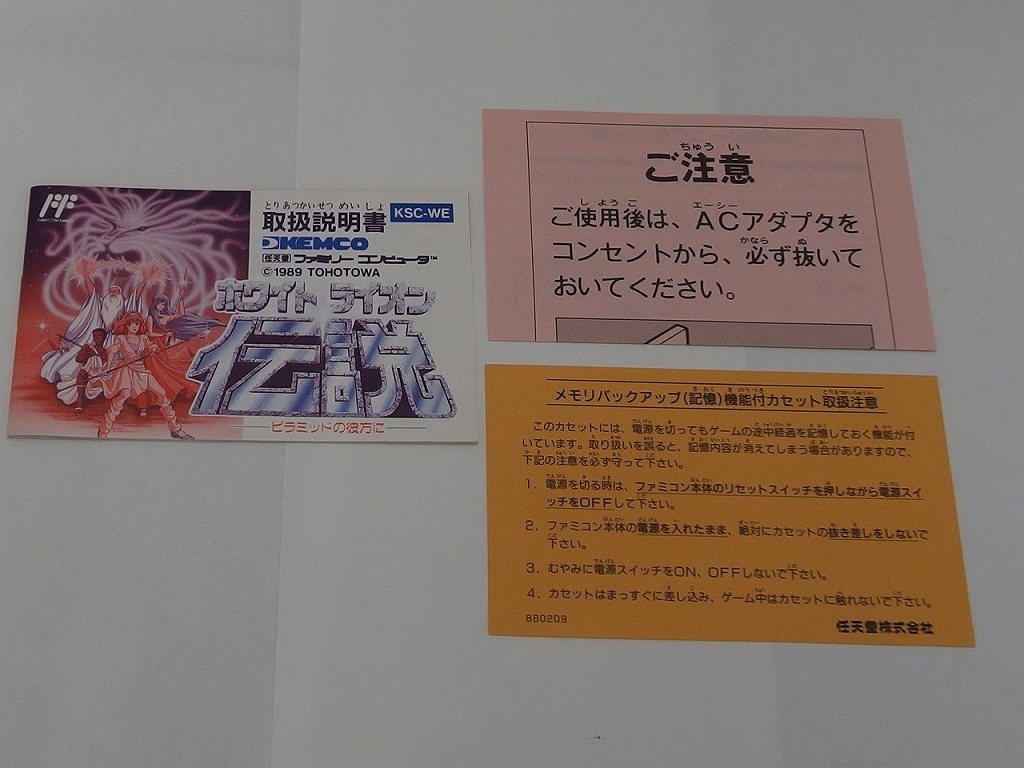 取扱説明書
とりあつかいせつめいしょ
KSC-WE
KEMCO
任天堂 ファミリーコンピュータ™
©1989 TOHOTOWA
ホワイトライオン
伝説
ピラミッドの彼方に
ちゅう い
ご注意
しようご エーシー
ご使用後は、ACアダプタを
かなら ぬ
コンセントから、必ず抜いて
おいてください。
メモリバックアップ(記憶)機能付カセット取扱注意
このカセットには、電源を切ってもゲームの途中経過を記憶しておく機能が付
いています。取り扱いを誤ると、記憶内容が消えてしまう場合がありますので、
下記の注意を必ず守って下さい。
1. 電源を切る時は、ファミコン本体のリセットスイッチを押しながら電源スイ
ッチをOFFして下さい。
2. ファミコン本体の電源を入れたまま、絶対にカセットの抜き差しをしないで
下さい。
3. むやみに電源スイッチをON、OFFしないで下さい。
4. カセットはまっすぐに差し込み、ゲーム中はカセットに触れないで下さい。
880209
任天堂株式会社